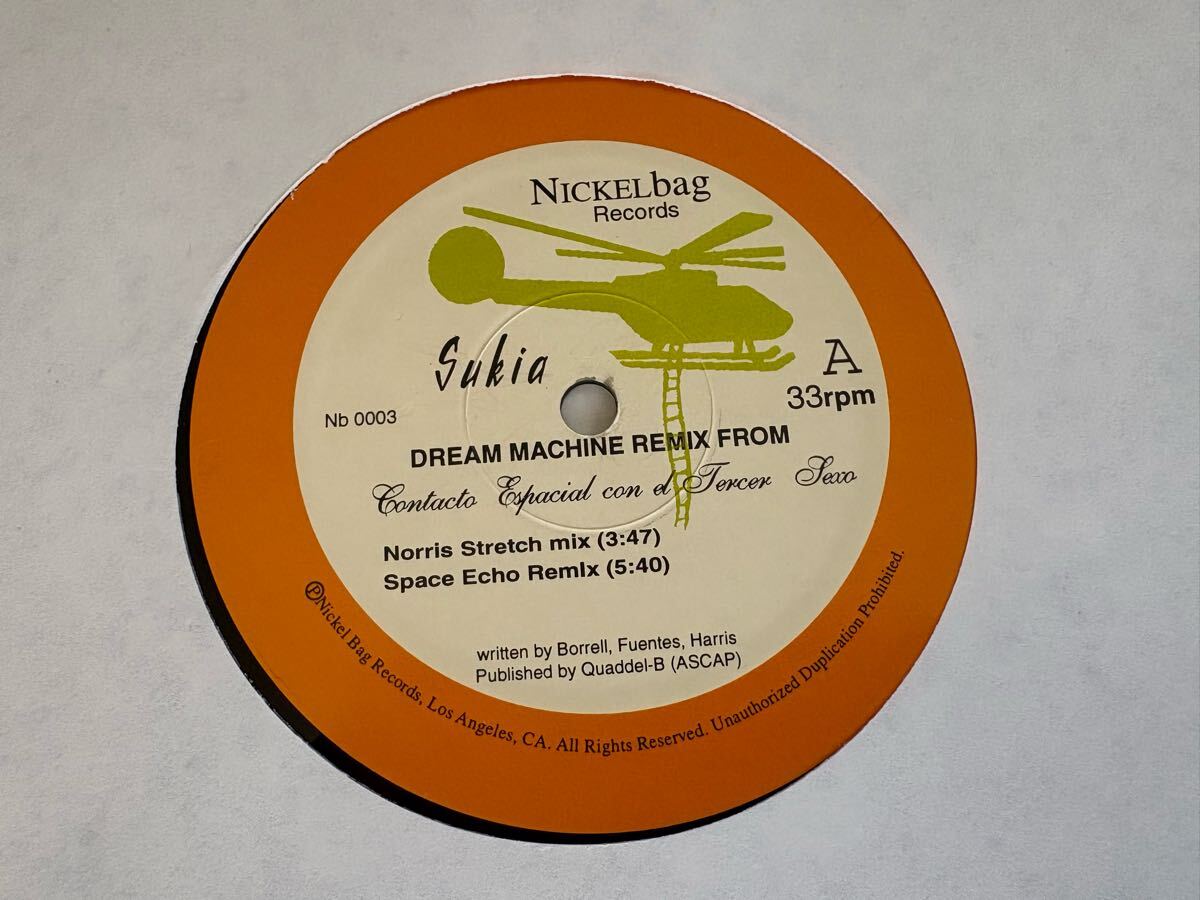 NICKELbag
Records
Sukia
A
33rpm
Nb 0003
DREAM MACHINE REMIX FROM
Contacto Espacial con el Tercer Sexo
Norris Stretch mix (3:47)
Space Echo RemIx (5:40)
written by Borrell, Fuentes, Harris
Published by Quaddel-B (ASCAP)
ⓅNickel Bag Records, Los Angeles, CA. All Rights Reserved. Unauthorized Duplication Prohibited.